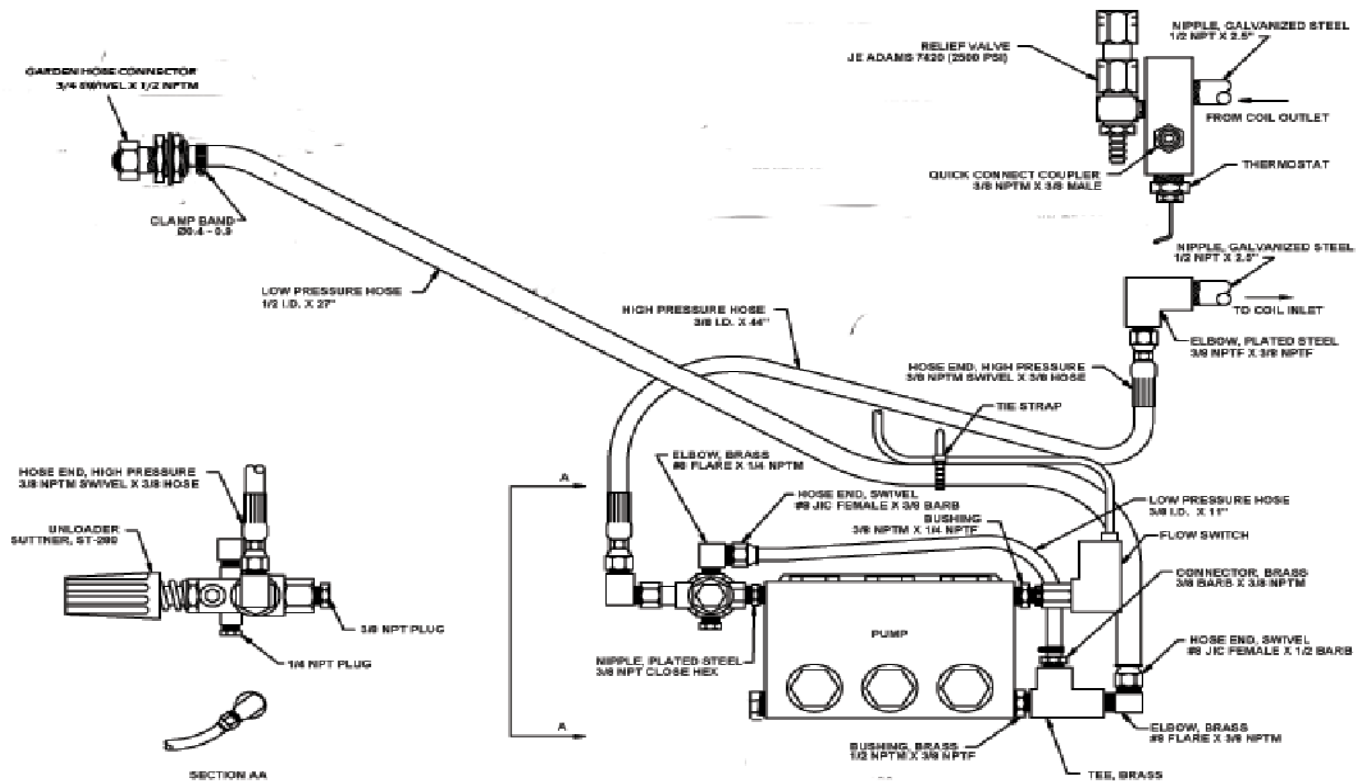 NIPPLE, GALVANIZED STEEL
1/2 NPT X 2.5"
RELIEF VALVE
JE ADAMS 7420 (2500 PSI)
FROM COIL OUTLET
THERMOSTAT
QUICK CONNECT COUPLER
3/8 NPTM X 3/8 MALE
GARDEN HOSE CONNECTOR
3/4 SWIVEL X 1/2 NPTM
CLAMP BAND
LOW PRESSURE HOSE
1/2 I.D. X 27"
HIGH PRESSURE HOSE
3/8 I.D. X 44"
NIPPLE, GALVANIZED STEEL
1/2 NPT X 2.5"
TO COIL INLET
ELBOW, PLATED STEEL
3/8 NPTF X 3/8 NPTF
HOSE END, HIGH PRESSURE
3/8 NPTM SWIVEL X 3/8 HOSE
TIE STRAP
ELBOW, BRASS
#8 FLARE X 1/4 NPTM
HOSE END, SWIVEL
#8 JIC FEMALE X 3/8 BARB
BUSHING
3/8 NPTM X 1/4 NPTF
LOW PRESSURE HOSE
3/8 I.D. X 11"
FLOW SWITCH
CONNECTOR, BRASS
3/8 BARB X 3/8 NPTM
HOSE END, SWIVEL
#8 JIC FEMALE X 1/2 BARB
HOSE END, HIGH PRESSURE
3/8 NPTM SWIVEL X 3/8 HOSE
UNLOADER
SUTTNER, ST-280
3/8 NPT PLUG
1/4 NPT PLUG
SECTION AA
A
A
PUMP
NIPPLE, PLATED STEEL
3/8 NPT CLOSE HEX
BUSHING, BRASS
1/2 NPTM X 3/8 NPTF
ELBOW, BRASS
#8 FLARE X 3/8 NPTM
TEE, BRASS